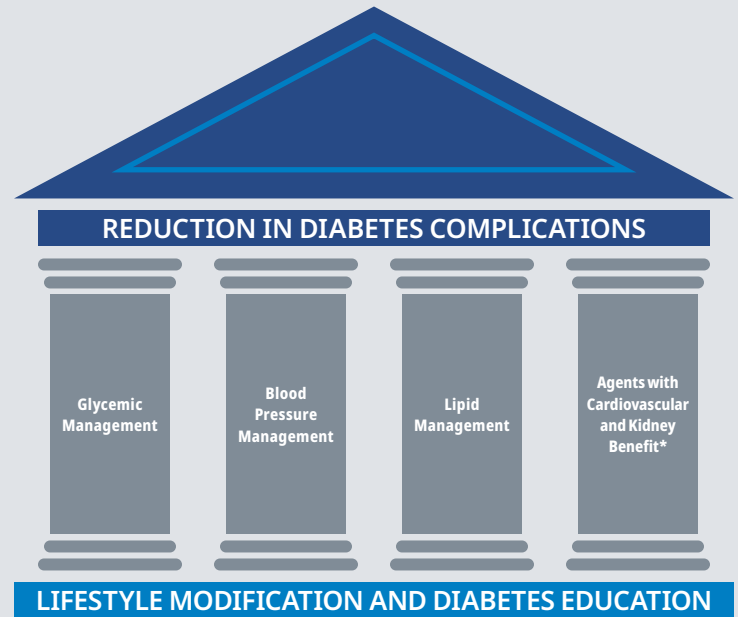 REDUCTION IN DIABETES COMPLICATIONS
Glycemic
Management
Blood
Pressure
Management
Lipid
Management
Agents with
Cardiovascular
and Kidney
Benefit*
LIFESTYLE MODIFICATION AND DIABETES EDUCATION